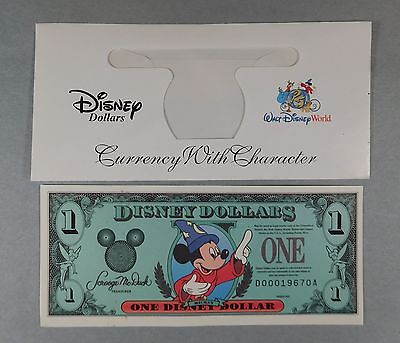 Disney
Dollars
Walt Disney World
Currency With Character
1
DISNEY DOLLARS
1
ONE
D00019670A
Scrooge McDuck
TREASURER
1
ONE DISNEY DOLLAR
1